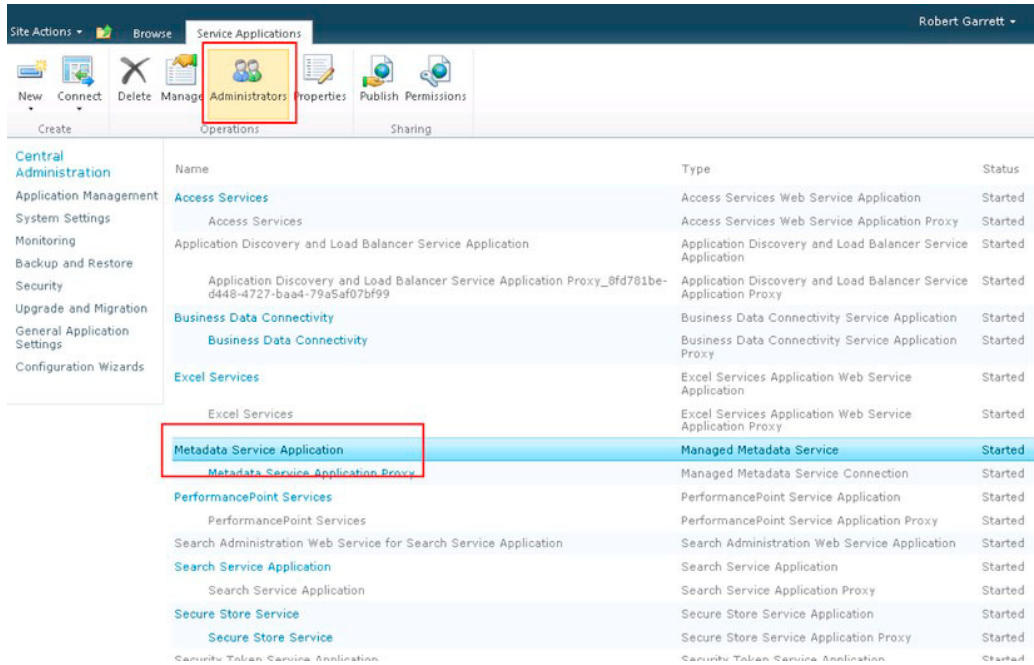 Robert Garrett
Site Actions
Browse
Service Applications
New
Connect
Delete
Manage
Administrators
Properties
Publish
Permissions
Create
Operations
Sharing
Central
Administration
Application Management
System Settings
Monitoring
Backup and Restore
Security
Upgrade and Migration
General Application
Settings
Configuration Wizards
Name Type Status
Access Services Access Services Web Service Application Started
Access Services Access Services Web Service Application Proxy Started
Application Discovery and Load Balancer Service Application Application Discovery and Load Balancer Service Started
Application
Application Discovery and Load Balancer Service Application Proxy_8fd781be- Application Discovery and Load Balancer Service Started
d448-4727-baa4-79a5af07bf99 Application Proxy
Business Data Connectivity Business Data Connectivity Service Application Started
Business Data Connectivity Business Data Connectivity Service Application Started
Proxy
Excel Services Excel Services Application Web Service Started
Application
Excel Services Excel Services Application Web Service Started
Application Proxy
Metadata Service Application Managed Metadata Service Started
Metadata Service Application Proxy Managed Metadata Service Connection Started
PerformancePoint Services PerformancePoint Service Application Started
PerformancePoint Services PerformancePoint Service Application Proxy Started
Search Administration Web Service for Search Service Application Search Administration Web Service Application Started
Search Service Application Search Service Application Started
Search Service Application Search Service Application Proxy Started
Secure Store Service Secure Store Service Application Started
Secure Store Service Secure Store Service Application Proxy Started
Security Token Service Application Security Token Service Application Started